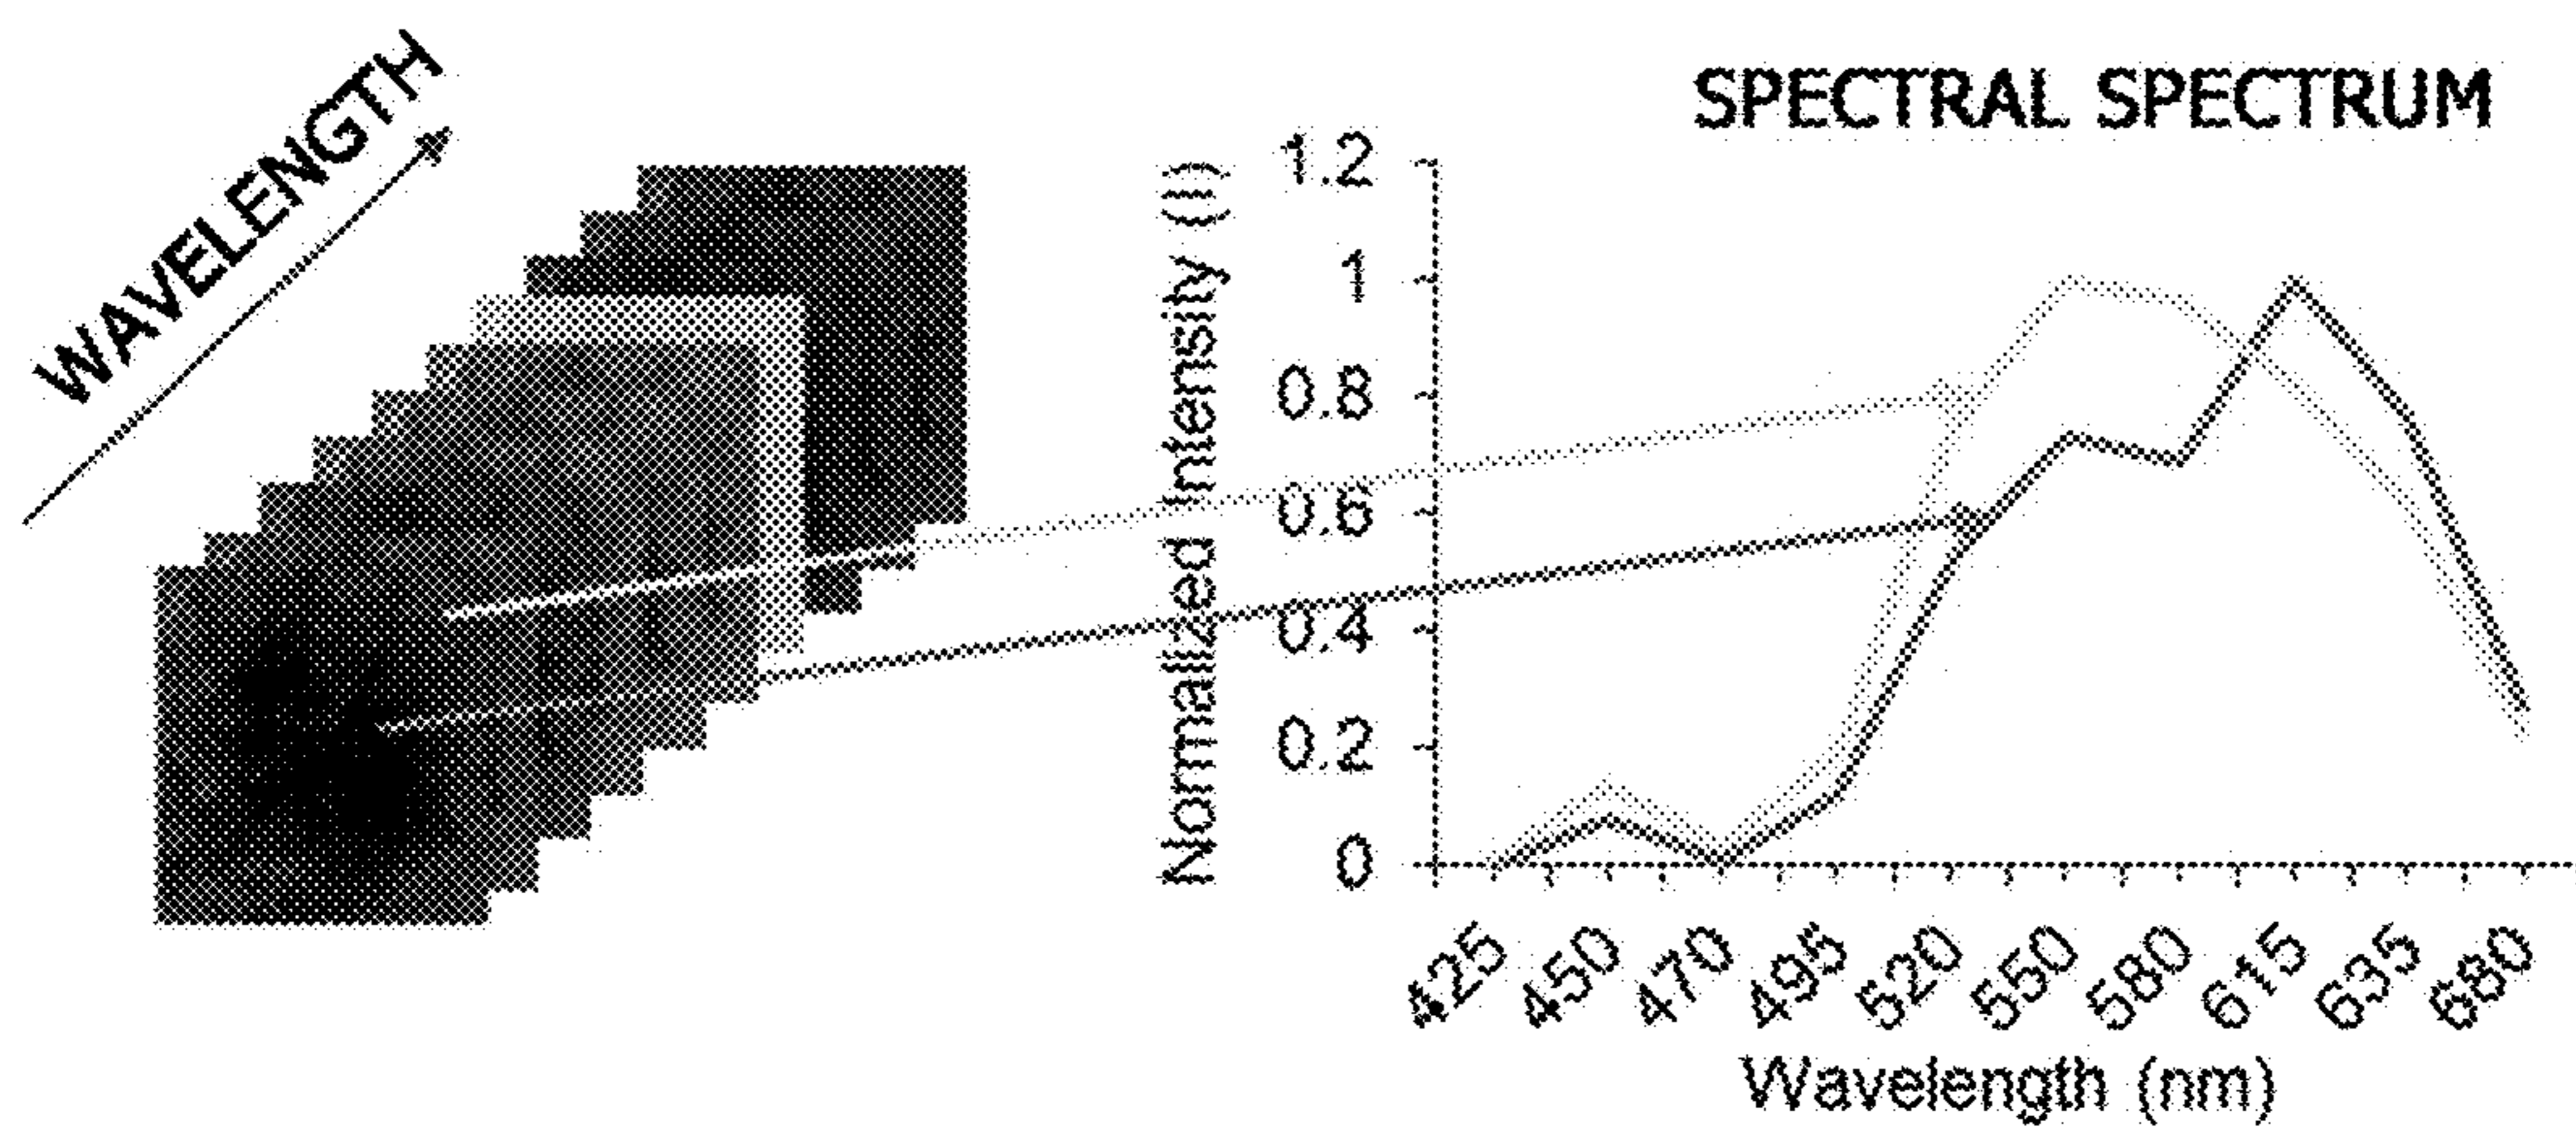 WAVELENGTH
SPECTRAL SPECTRUM
Normalized Intensity (I)
1.2
1
0.8
0.6
0.4
0.2
0
425 450 470 495 520 550 580 615 635 680
Wavelength (nm)